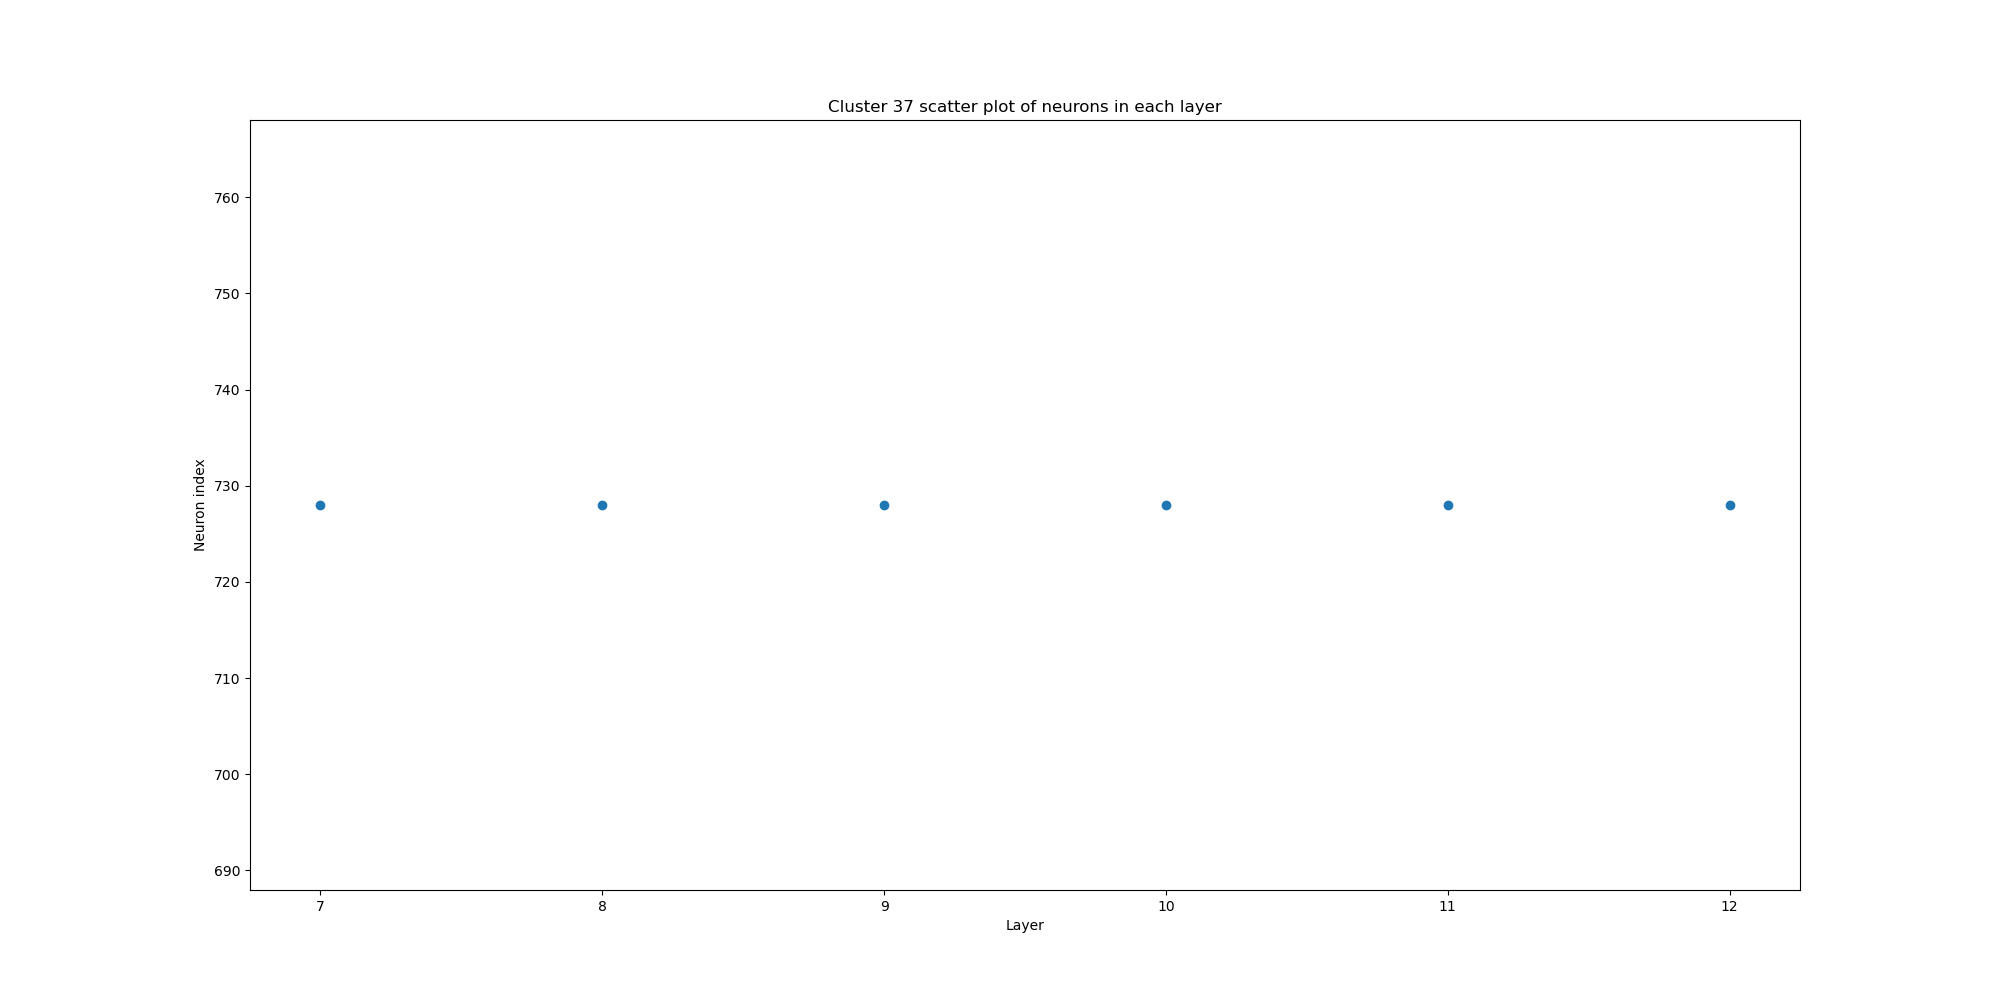 Cluster 37 scatter plot of neurons in each layer
760
750
740
730
720
710
700
690
Neuron index
7 8 9 10 11 12
Layer